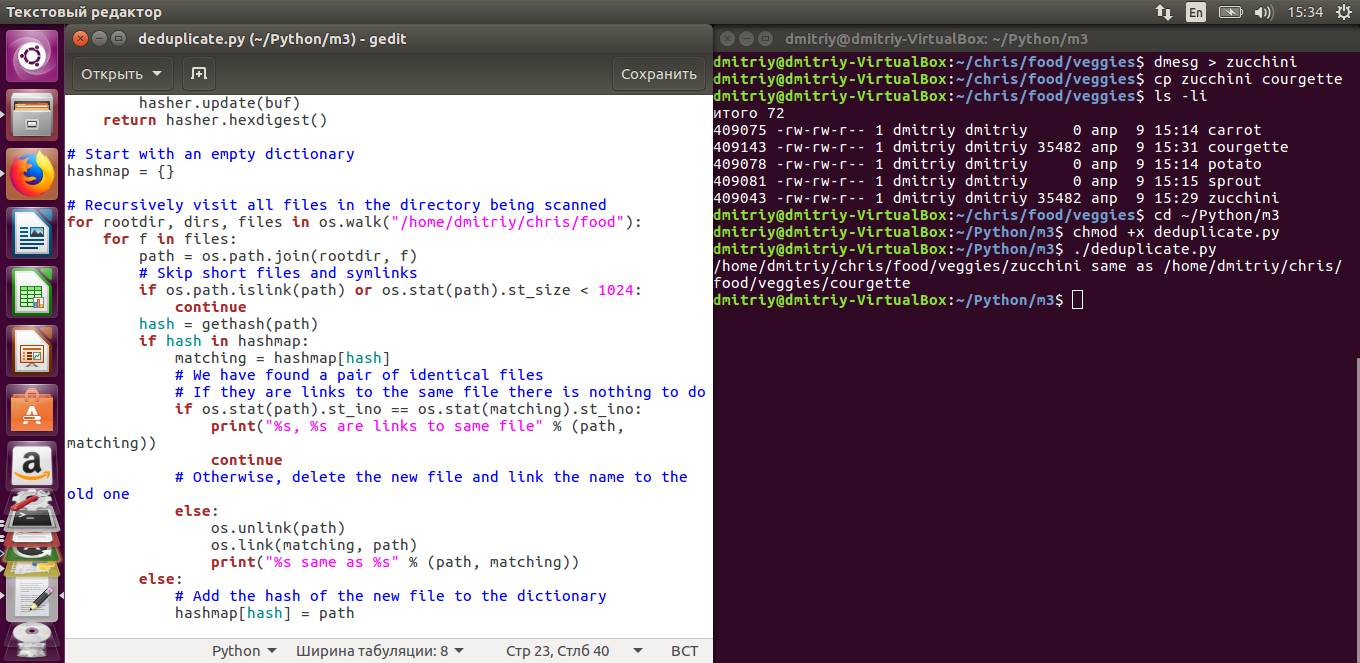 Текстовый редактор
En
15:34
deduplicate.py (~/Python/m3) - gedit
Открыть
Сохранить
        hasher.update(buf)
    return hasher.hexdigest()

# Start with an empty dictionary
hashmap = {}

# Recursively visit all files in the directory being scanned
for rootdir, dirs, files in os.walk("/home/dmitriy/chris/food"):
    for f in files:
        path = os.path.join(rootdir, f)
        # Skip short files and symlinks
        if os.path.islink(path) or os.stat(path).st_size < 1024:
            continue
        hash = gethash(path)
        if hash in hashmap:
            matching = hashmap[hash]
            # We have found a pair of identical files
            # If they are links to the same file there is nothing to do
            if os.stat(path).st_ino == os.stat(matching).st_ino:
                print("%s, %s are links to same file" % (path,
matching))
                continue
            # Otherwise, delete the new file and link the name to the
old one
            else:
                os.unlink(path)
                os.link(matching, path)
                print("%s same as %s" % (path, matching))
        else:
            # Add the hash of the new file to the dictionary
            hashmap[hash] = path
Python
Ширина табуляции: 8
Стр 23, Стлб 40
ВСТ
dmitriy@dmitriy-VirtualBox: ~/Python/m3
dmitriy@dmitriy-VirtualBox:~/chris/food/veggies$ dmesg > zucchini
dmitriy@dmitriy-VirtualBox:~/chris/food/veggies$ cp zucchini courgette
dmitriy@dmitriy-VirtualBox:~/chris/food/veggies$ ls -li
итого 72
409075 -rw-rw-r-- 1 dmitriy dmitriy     0 апр  9 15:14 carrot
409143 -rw-rw-r-- 1 dmitriy dmitriy 35482 апр  9 15:31 courgette
409078 -rw-rw-r-- 1 dmitriy dmitriy     0 апр  9 15:14 potato
409081 -rw-rw-r-- 1 dmitriy dmitriy     0 апр  9 15:15 sprout
409043 -rw-rw-r-- 1 dmitriy dmitriy 35482 апр  9 15:29 zucchini
dmitriy@dmitriy-VirtualBox:~/chris/food/veggies$ cd ~/Python/m3
dmitriy@dmitriy-VirtualBox:~/Python/m3$ chmod +x deduplicate.py
dmitriy@dmitriy-VirtualBox:~/Python/m3$ ./deduplicate.py
/home/dmitriy/chris/food/veggies/zucchini same as /home/dmitriy/chris/
food/veggies/courgette
dmitriy@dmitriy-VirtualBox:~/Python/m3$